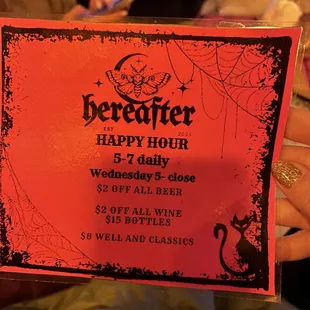 hereafter
EST 2023
HAPPY HOUR
5-7 daily
Wednesday 5- close
$2 OFF ALL BEER
$2 OFF ALL WINE
$15 BOTTLES
$8 WELL AND CLASSICS